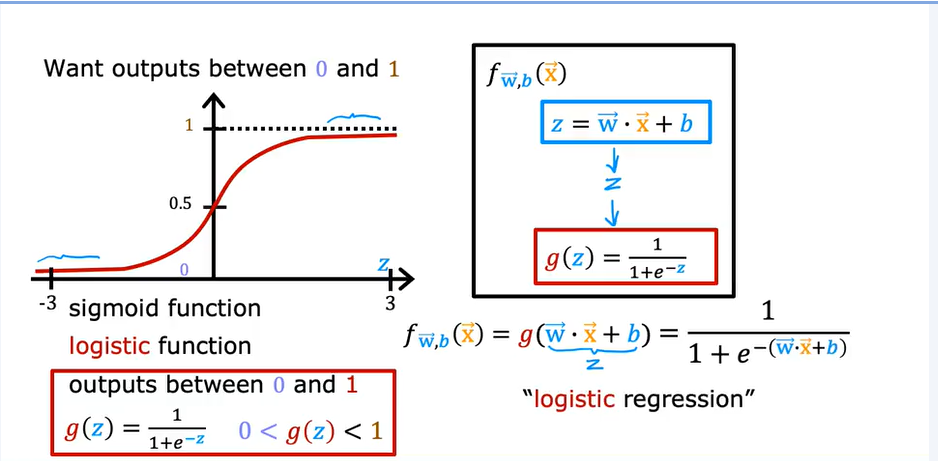 Want outputs between 0 and 1
1
0.5
0
z
-3
3
sigmoid function
logistic function
outputs between 0 and 1
g(z) = 1/(1+e⁻ᶻ) 0 < g(z) < 1
f_w⃗,b(x⃗)
z = w⃗ · x⃗ + b
z
g(z) = 1/(1+e⁻ᶻ)
f_w⃗,b(x⃗) = g(w⃗ · x⃗ + b) = 1/(1 + e^−(w⃗·x⃗+b))
z
“logistic regression”